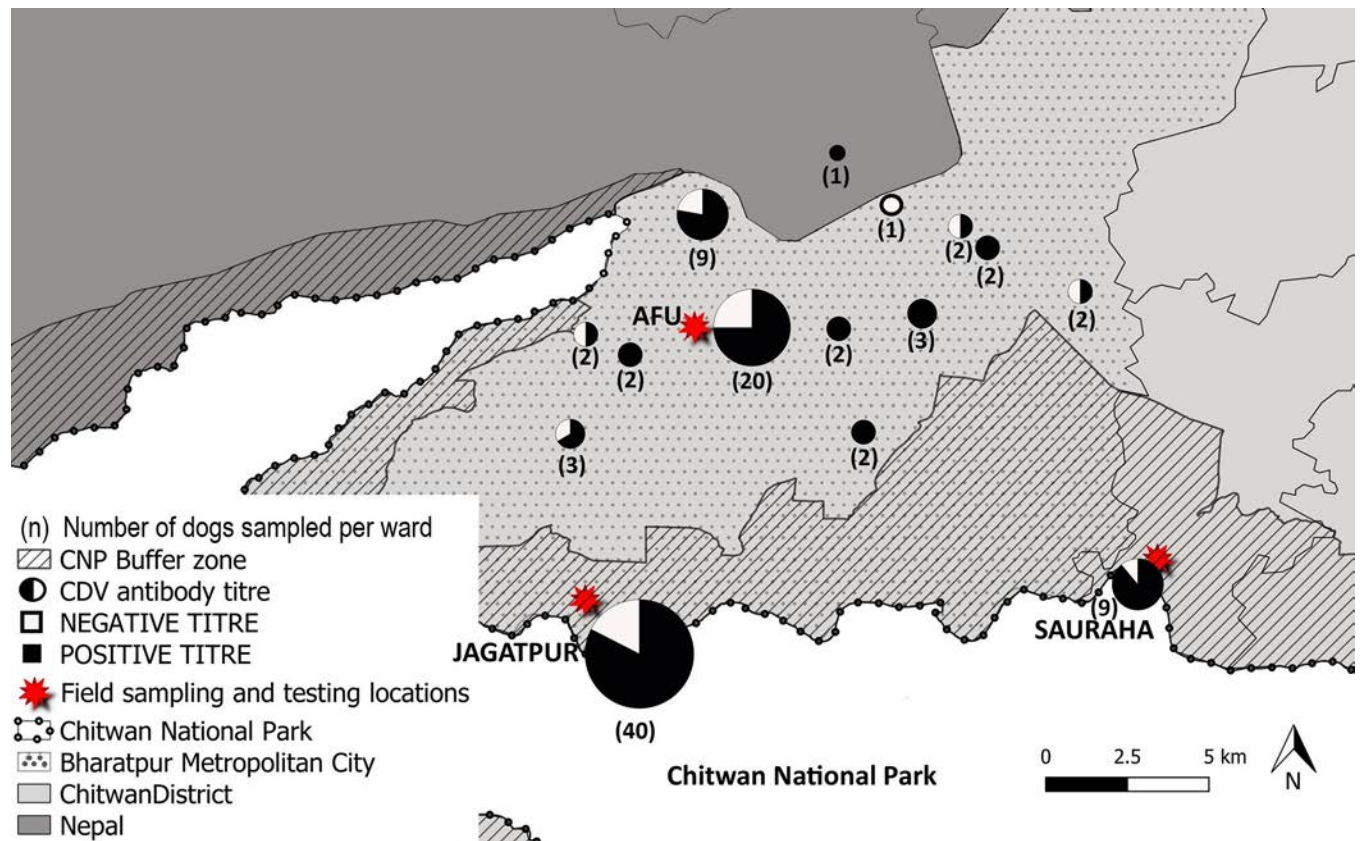 (1)
(9)
(1)
(2)
(2)
AFU
(2)
(2)
(2)
(20)
(2)
(3)
(3)
(2)
(n) Number of dogs sampled per ward
CNP Buffer zone
CDV antibody titre
NEGATIVE TITRE
POSITIVE TITRE
Field sampling and testing locations
Chitwan National Park
Bharatpur Metropolitan City
ChitwanDistrict
Nepal
JAGATPUR
(40)
(9)
SAURAHA
Chitwan National Park
0 2.5 5 km
N